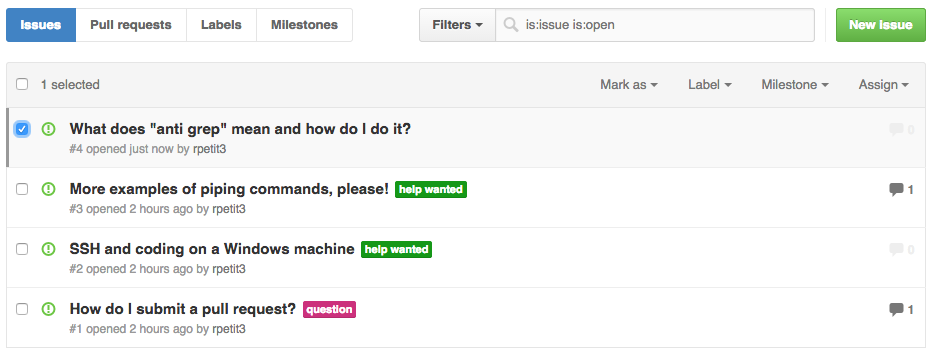 Issues Pull requests Labels Milestones Filters is:issue is:open New Issue
1 selected Mark as Label Milestone Assign
What does "anti grep" mean and how do I do it? 0
#4 opened just now by rpetit3
More examples of piping commands, please! help wanted 1
#3 opened 2 hours ago by rpetit3
SSH and coding on a Windows machine help wanted 0
#2 opened 2 hours ago by rpetit3
How do I submit a pull request? question 1
#1 opened 2 hours ago by rpetit3